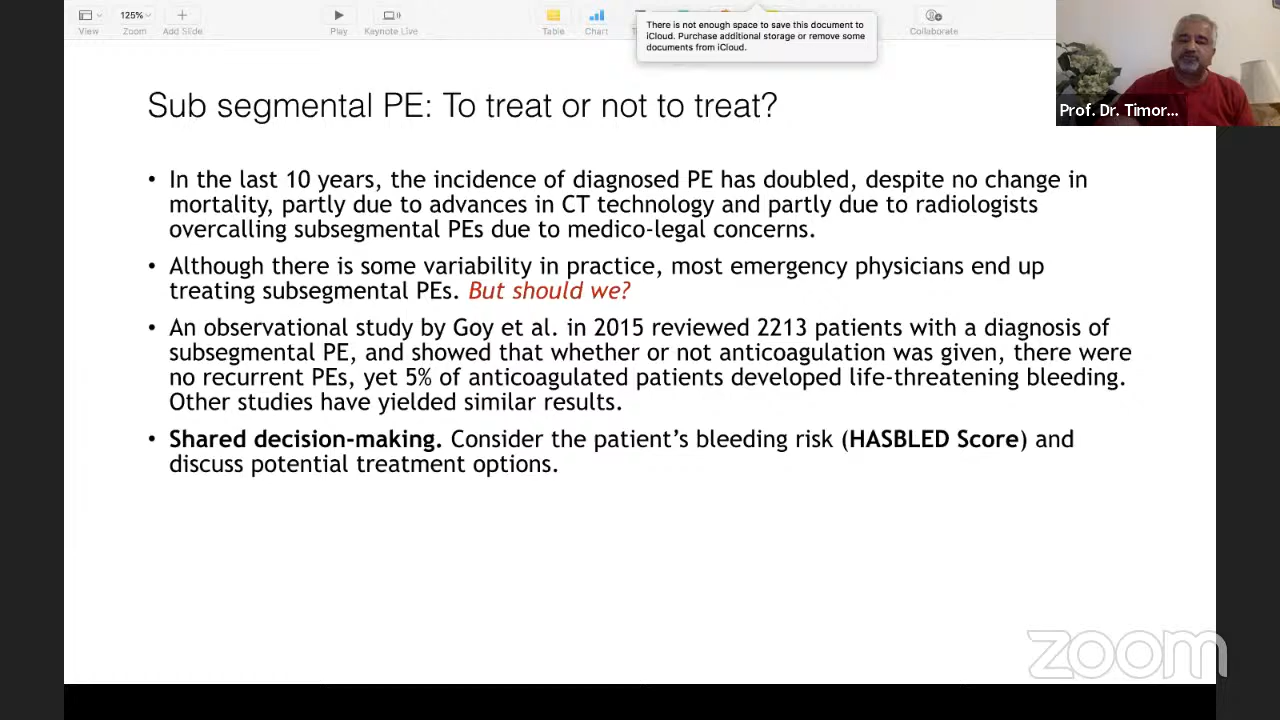 125%
View
Zoom
Add Slide
Play
Keynote Live
Table
Chart
Collaborate
There is not enough space to save this document to
iCloud. Purchase additional storage or remove some
documents from iCloud.
Prof. Dr. Timor...
Sub segmental PE: To treat or not to treat?
• In the last 10 years, the incidence of diagnosed PE has doubled, despite no change in
mortality, partly due to advances in CT technology and partly due to radiologists
overcalling subsegmental PEs due to medico-legal concerns.
• Although there is some variability in practice, most emergency physicians end up
treating subsegmental PEs. But should we?
• An observational study by Goy et al. in 2015 reviewed 2213 patients with a diagnosis of
subsegmental PE, and showed that whether or not anticoagulation was given, there were
no recurrent PEs, yet 5% of anticoagulated patients developed life-threatening bleeding.
Other studies have yielded similar results.
• Shared decision-making. Consider the patient's bleeding risk (HASBLED Score) and
discuss potential treatment options.
zoom